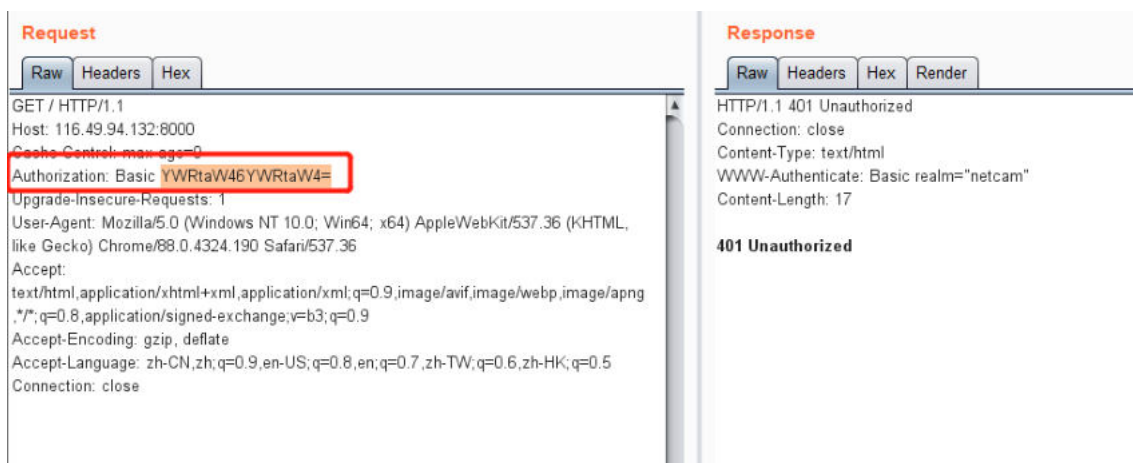 Request
Raw Headers Hex
GET / HTTP/1.1
Host: 116.49.94.132:8000
Cache-Control: max-age=0
Authorization: Basic YWRtaW46YWRtaW4=
Upgrade-Insecure-Requests: 1
User-Agent: Mozilla/5.0 (Windows NT 10.0; Win64; x64) AppleWebKit/537.36 (KHTML,
like Gecko) Chrome/88.0.4324.190 Safari/537.36
Accept:
text/html,application/xhtml+xml,application/xml;q=0.9,image/avif,image/webp,image/apng
,*/*;q=0.8,application/signed-exchange;v=b3;q=0.9
Accept-Encoding: gzip, deflate
Accept-Language: zh-CN,zh;q=0.9,en-US;q=0.8,en;q=0.7,zh-TW;q=0.6,zh-HK;q=0.5
Connection: close
Response
Raw Headers Hex Render
HTTP/1.1 401 Unauthorized
Connection: close
Content-Type: text/html
WWW-Authenticate: Basic realm="netcam"
Content-Length: 17
401 Unauthorized